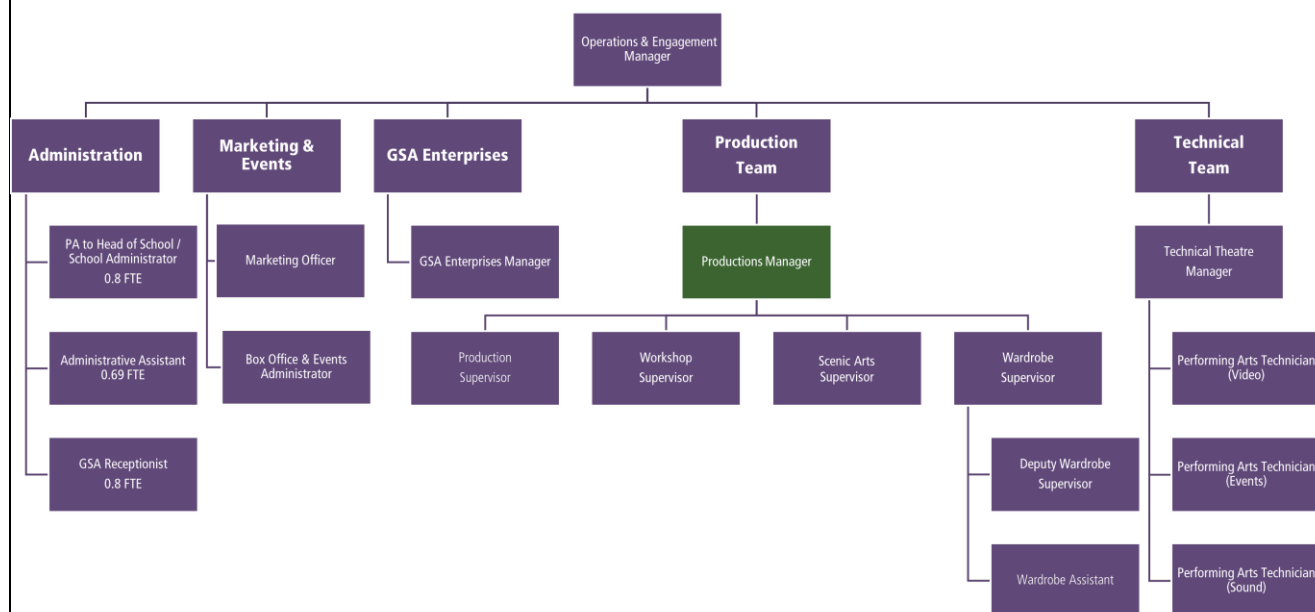 Operations & Engagement
Manager
Administration
Marketing &
Events
GSA Enterprises
Production
Team
Technical
Team
PA to Head of School /
School Administrator
0.8 FTE
Marketing Officer
GSA Enterprises Manager
Productions Manager
Technical Theatre
Manager
Administrative Assistant
0.69 FTE
Box Office & Events
Administrator
Production
Supervisor
Workshop
Supervisor
Scenic Arts
Supervisor
Wardrobe
Supervisor
Performing Arts Technician
(Video)
GSA Receptionist
0.8 FTE
Deputy Wardrobe
Supervisor
Performing Arts Technician
(Events)
Wardrobe Assistant
Performing Arts Technician
(Sound)